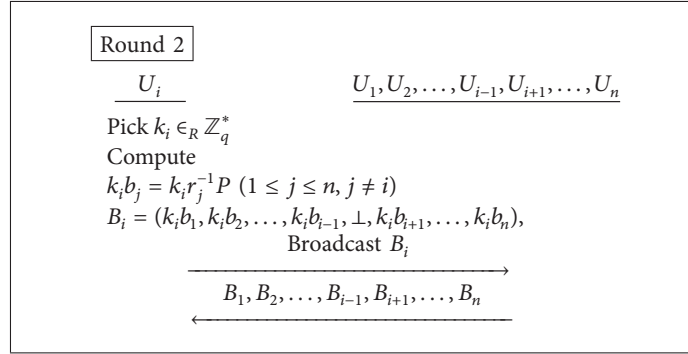 Round 2
U_i U_1, U_2, . . . , U_{i−1}, U_{i+1}, . . . , U_n
Pick k_i ∈_R ℤ_q^*
Compute
k_i b_j = k_i r_j^{−1} P (1 ≤ j ≤ n, j ≠ i)
B_i = (k_i b_1, k_i b_2, . . . , k_i b_{i−1}, ⊥, k_i b_{i+1}, . . . , k_i b_n),
Broadcast B_i
B_1, B_2, . . . , B_{i−1}, B_{i+1}, . . . , B_n